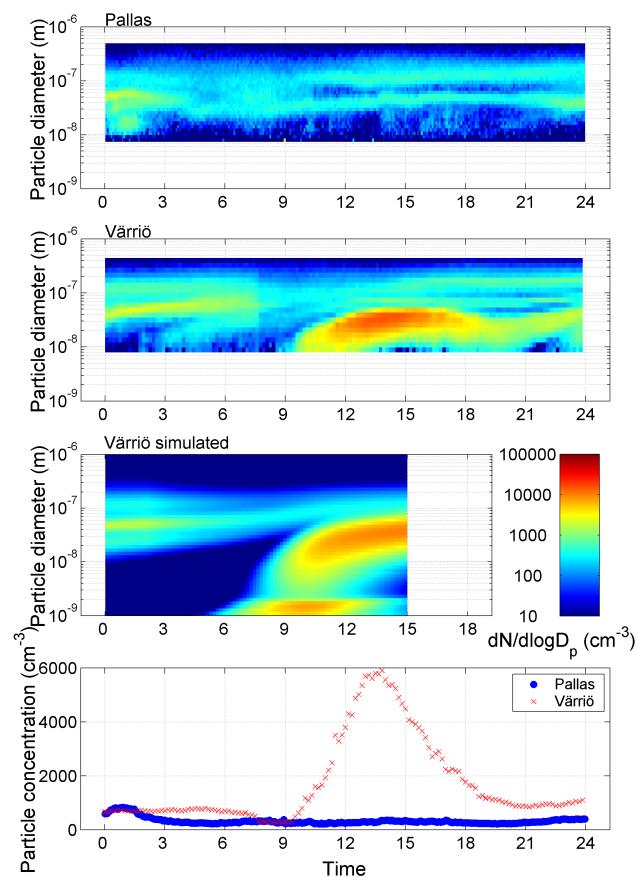 Pallas
Particle diameter (m)
10⁻⁶
10⁻⁷
10⁻⁸
10⁻⁹
0 3 6 9 12 15 18 21 24
Värriö
Particle diameter (m)
10⁻⁶
10⁻⁷
10⁻⁸
10⁻⁹
0 3 6 9 12 15 18 21 24
Värriö simulated
Particle diameter (m)
10⁻⁶
10⁻⁷
10⁻⁸
10⁻⁹
0 3 6 9 12 15 18
100000
10000
1000
100
10
dN/dlogDₚ (cm⁻³)
Particle concentration (cm⁻³)
6000
4000
2000
0
Pallas
Värriö
0 3 6 9 12 15 18 21 24
Time